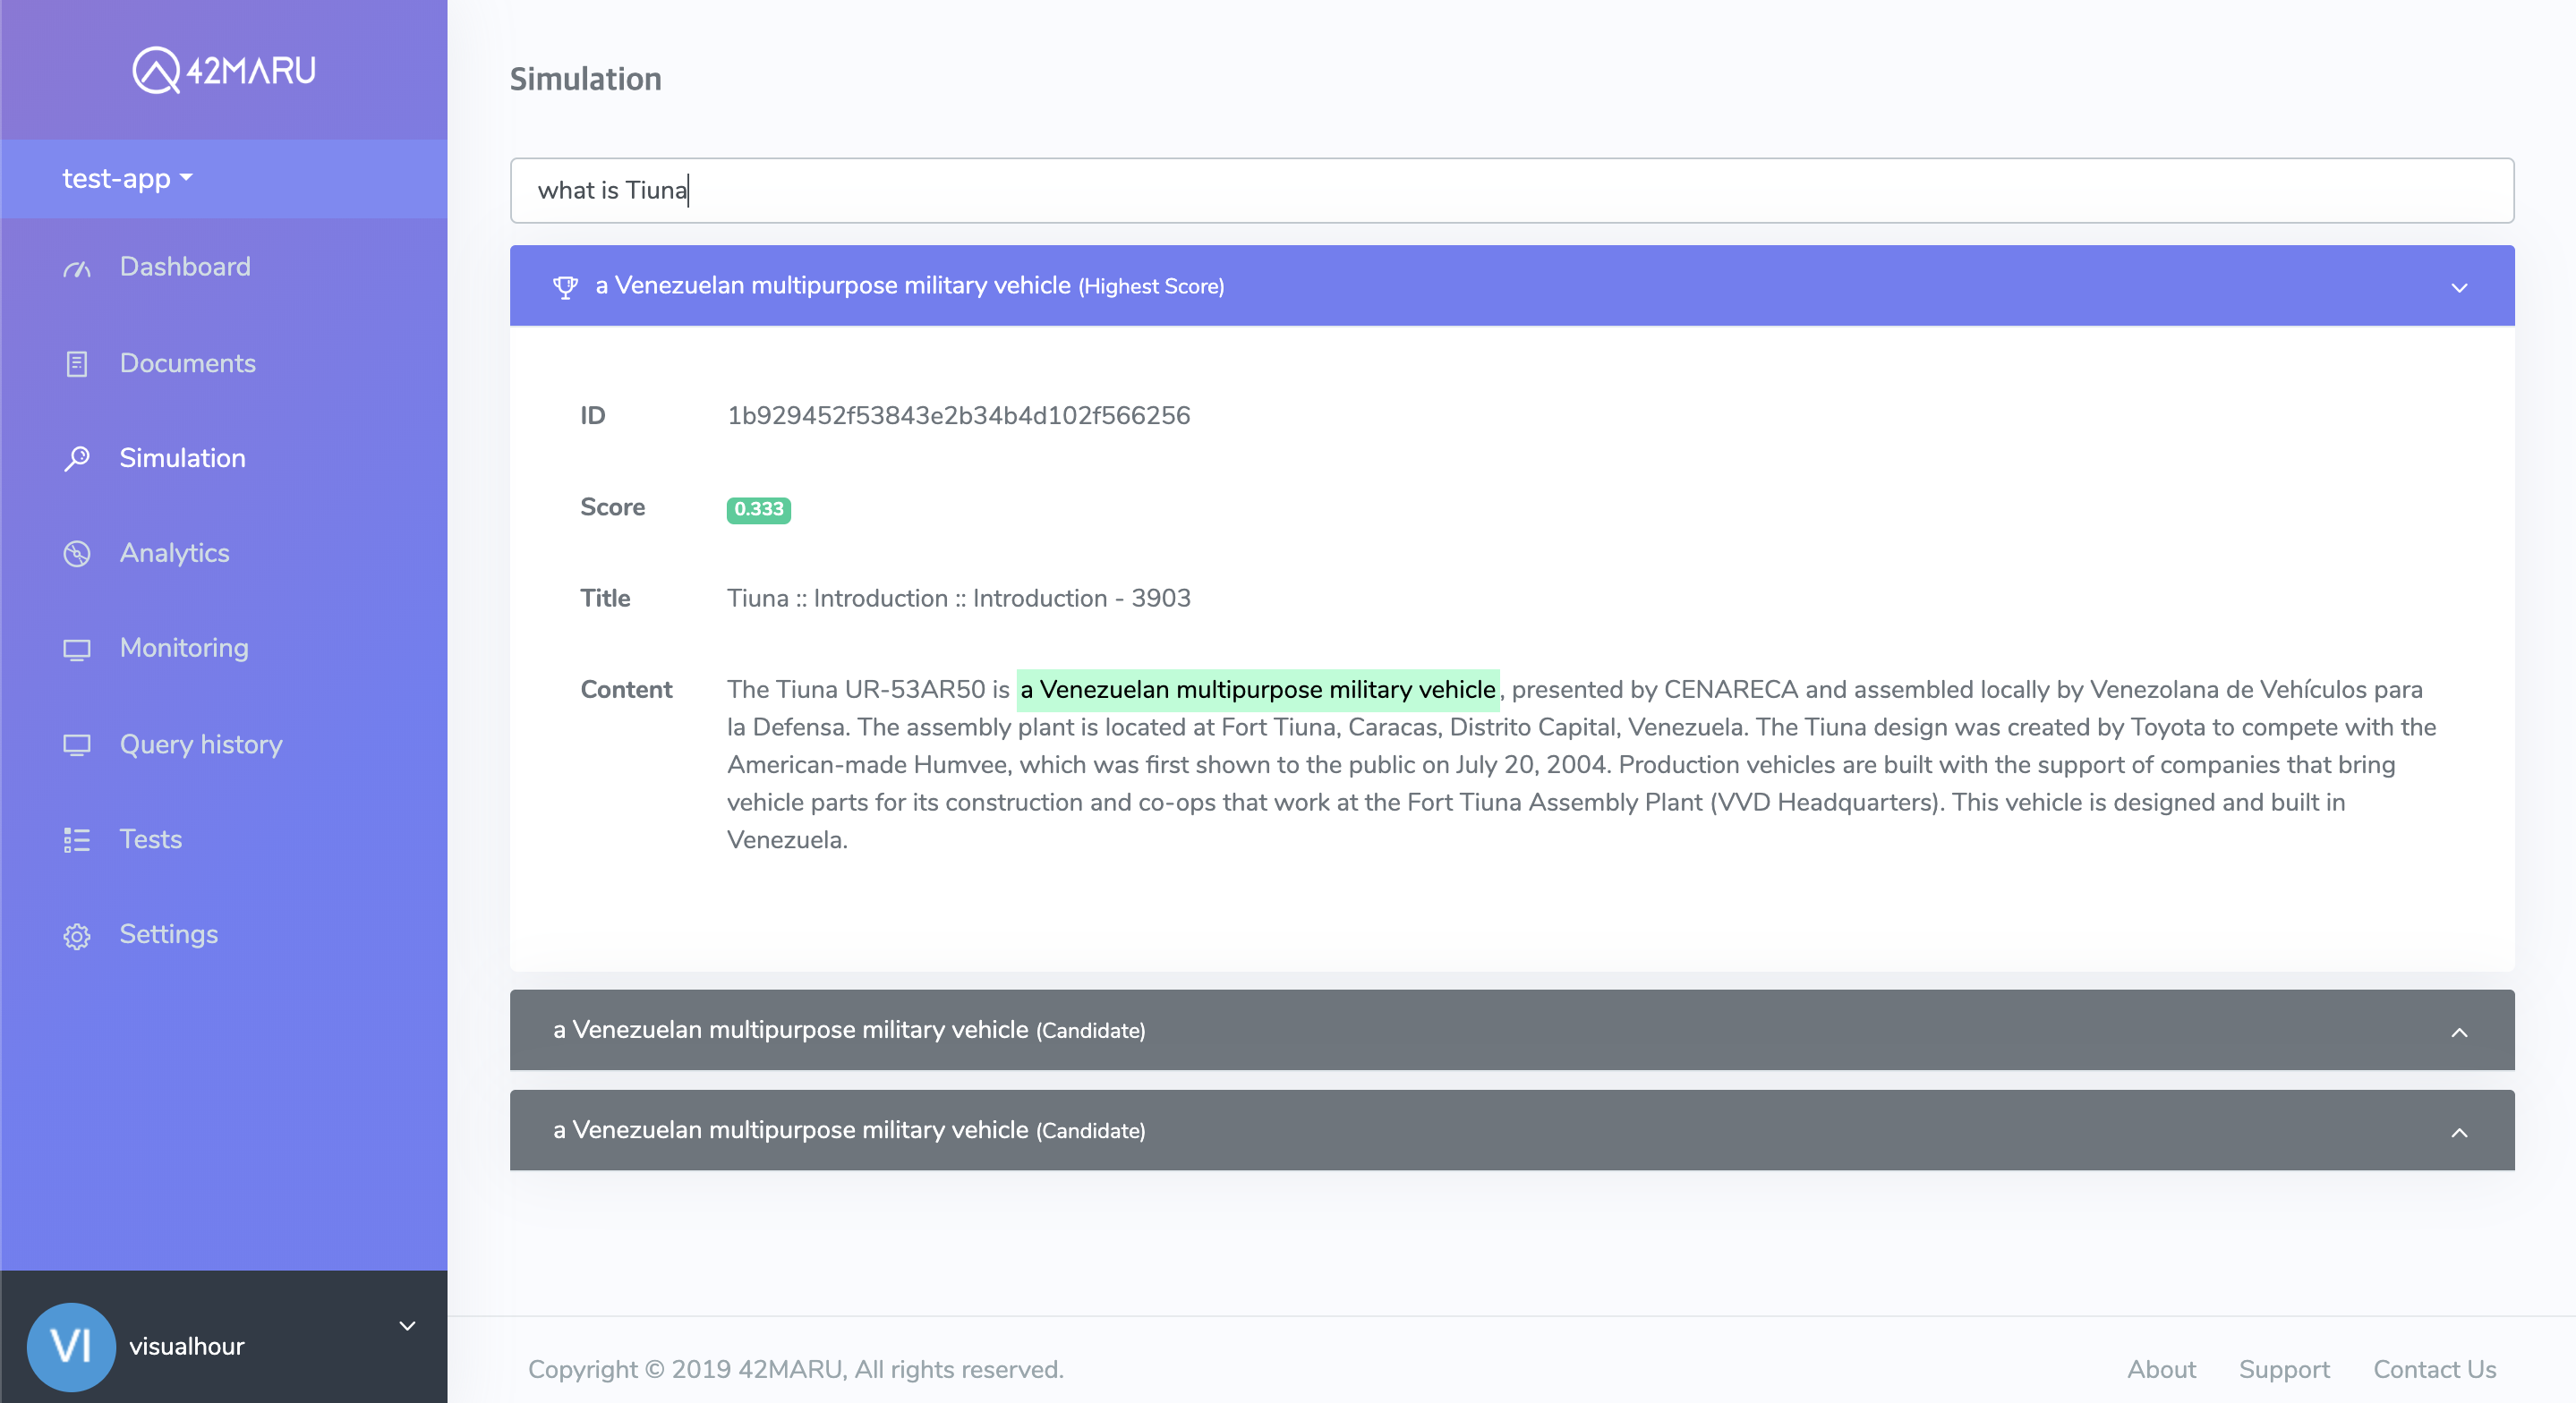 42MARU
test-app
Dashboard
Documents
Simulation
Analytics
Monitoring
Query history
Tests
Settings
VI
visualhour
Simulation
what is Tiuna
a Venezuelan multipurpose military vehicle (Highest Score)
ID 1b929452f53843e2b34b4d102f566256
Score 0.333
Title Tiuna :: Introduction :: Introduction - 3903
Content The Tiuna UR-53AR50 is a Venezuelan multipurpose military vehicle, presented by CENARECA and assembled locally by Venezolana de Vehículos para
la Defensa. The assembly plant is located at Fort Tiuna, Caracas, Distrito Capital, Venezuela. The Tiuna design was created by Toyota to compete with the
American-made Humvee, which was first shown to the public on July 20, 2004. Production vehicles are built with the support of companies that bring
vehicle parts for its construction and co-ops that work at the Fort Tiuna Assembly Plant (VVD Headquarters). This vehicle is designed and built in
Venezuela.
a Venezuelan multipurpose military vehicle (Candidate)
a Venezuelan multipurpose military vehicle (Candidate)
Copyright © 2019 42MARU, All rights reserved.
About Support Contact Us